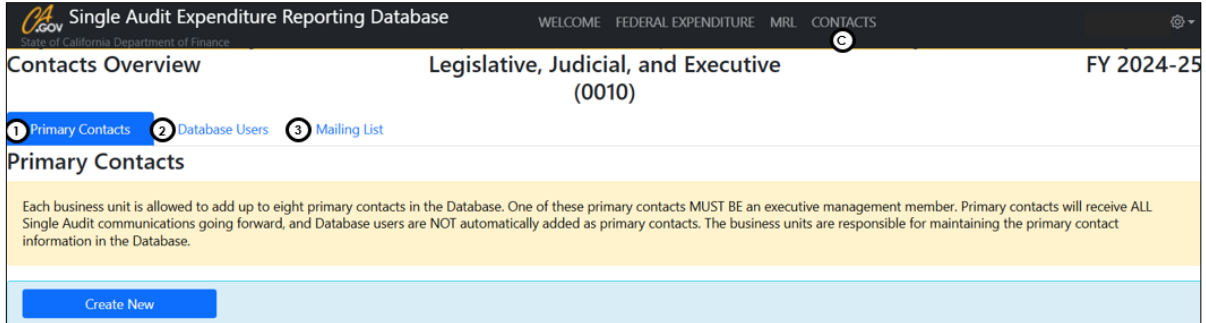 CA.GOV Single Audit Expenditure Reporting Database WELCOME FEDERAL EXPENDITURE MRL CONTACTS
State of California Department of Finance
C
Contacts Overview Legislative, Judicial, and Executive FY 2024-25
(0010)
1 Primary Contacts 2 Database Users 3 Mailing List
Primary Contacts
Each business unit is allowed to add up to eight primary contacts in the Database. One of these primary contacts MUST BE an executive management member. Primary contacts will receive ALL
Single Audit communications going forward, and Database users are NOT automatically added as primary contacts. The business units are responsible for maintaining the primary contact
information in the Database.
Create New